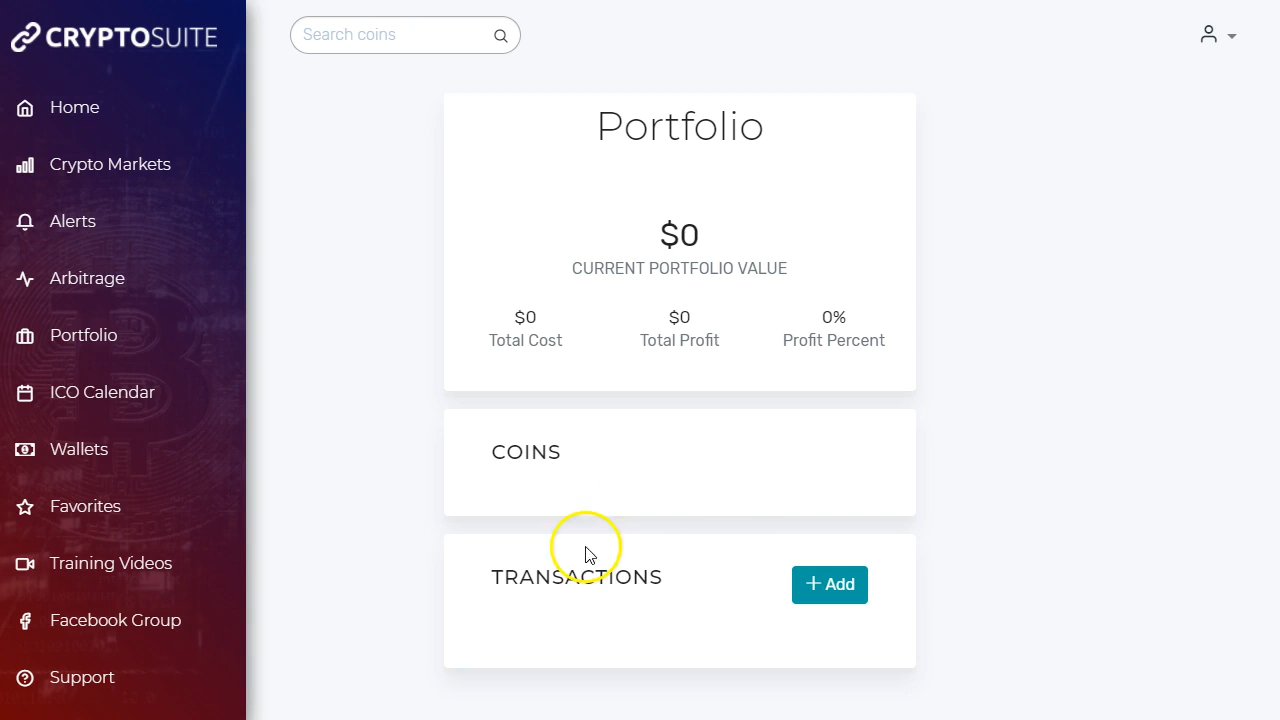 CRYPTOSUITE
Search coins
Home
Crypto Markets
Alerts
Arbitrage
Portfolio
ICO Calendar
Wallets
Favorites
Training Videos
Facebook Group
Support
Portfolio
$0
CURRENT PORTFOLIO VALUE
$0 $0 0%
Total Cost Total Profit Profit Percent
COINS
TRANSACTIONS
+ Add